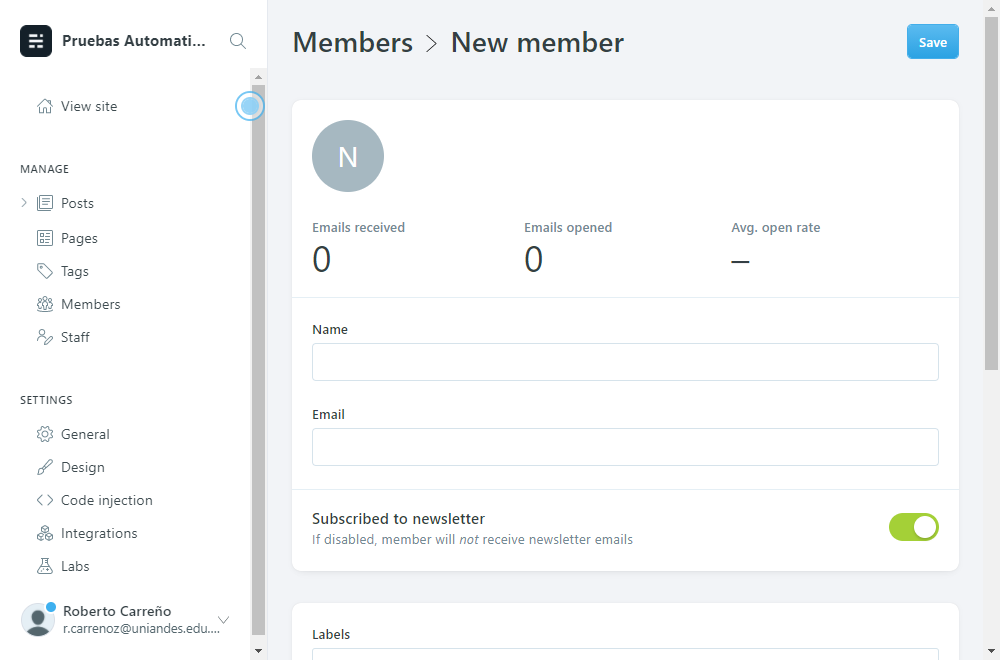 Pruebas Automati...
View site
MANAGE
Posts
Pages
Tags
Members
Staff
SETTINGS
General
Design
Code injection
Integrations
Labs
Roberto Carreño
r.carrenoz@uniandes.edu....
Members > New member
Save
N
Emails received
0
Emails opened
0
Avg. open rate
–
Name
Email
Subscribed to newsletter
If disabled, member will not receive newsletter emails
Labels